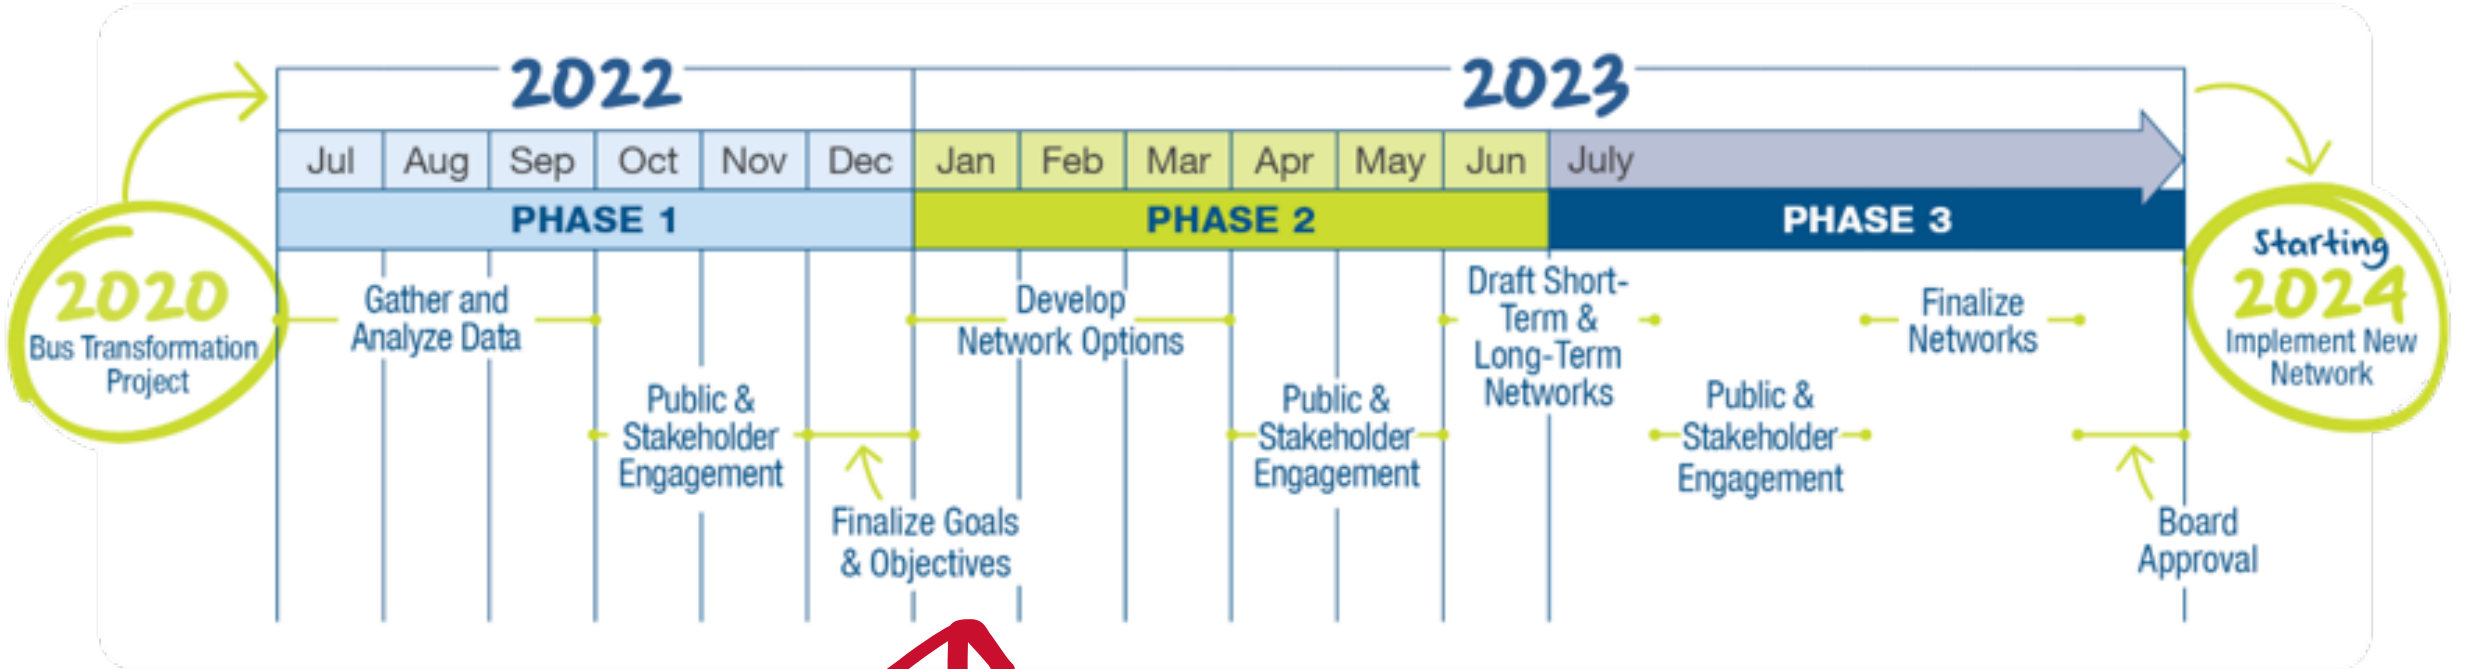 2022
2023
Jul Aug Sep Oct Nov Dec Jan Feb Mar Apr May Jun July
PHASE 1 PHASE 2 PHASE 3
2020
Bus Transformation
Project
Gather and
Analyze Data
Public &
Stakeholder
Engagement
Finalize Goals
& Objectives
Develop
Network Options
Public &
Stakeholder
Engagement
Draft Short-
Term &
Long-Term
Networks
Public &
Stakeholder
Engagement
Finalize
Networks
Board
Approval
Starting
2024
Implement New
Network